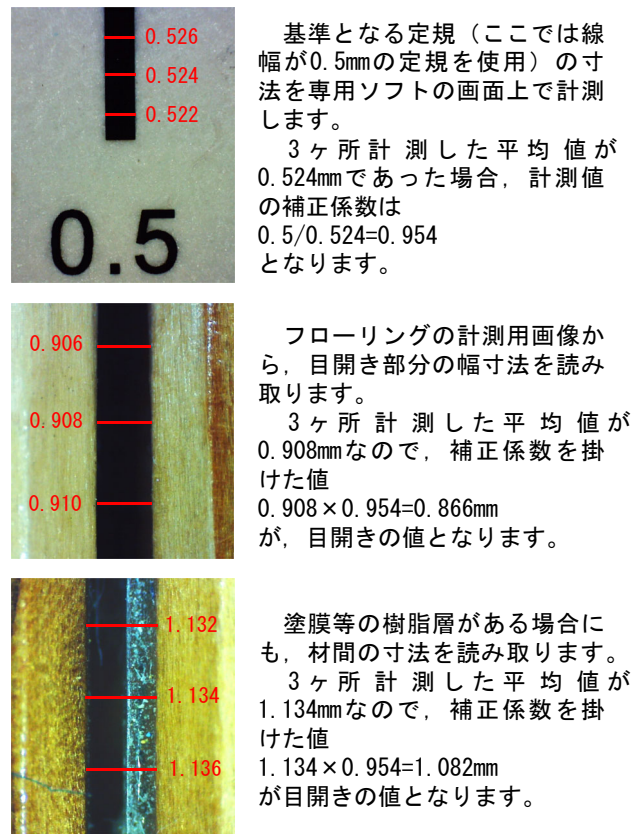 0.526
0.524
0.522
0.5
基準となる定規（ここでは線
幅が0.5mmの定規を使用）の寸
法を専用ソフトの画面上で計測
します。
3ヶ所計測した平均値が
0.524mmであった場合，計測値
の補正係数は
0.5/0.524=0.954
となります。
0.906
0.908
0.910
フローリングの計測用画像か
ら，目開き部分の幅寸法を読み
取ります。
3ヶ所計測した平均値が
0.908mmなので，補正係数を掛
けた値
0.908×0.954=0.866mm
が，目開きの値となります。
1.132
1.134
1.136
塗膜等の樹脂層がある場合に
も，材間の寸法を読み取ります。
3ヶ所計測した平均値が
1.134mmなので，補正係数を掛
けた値
1.134×0.954=1.082mm
が目開きの値となります。